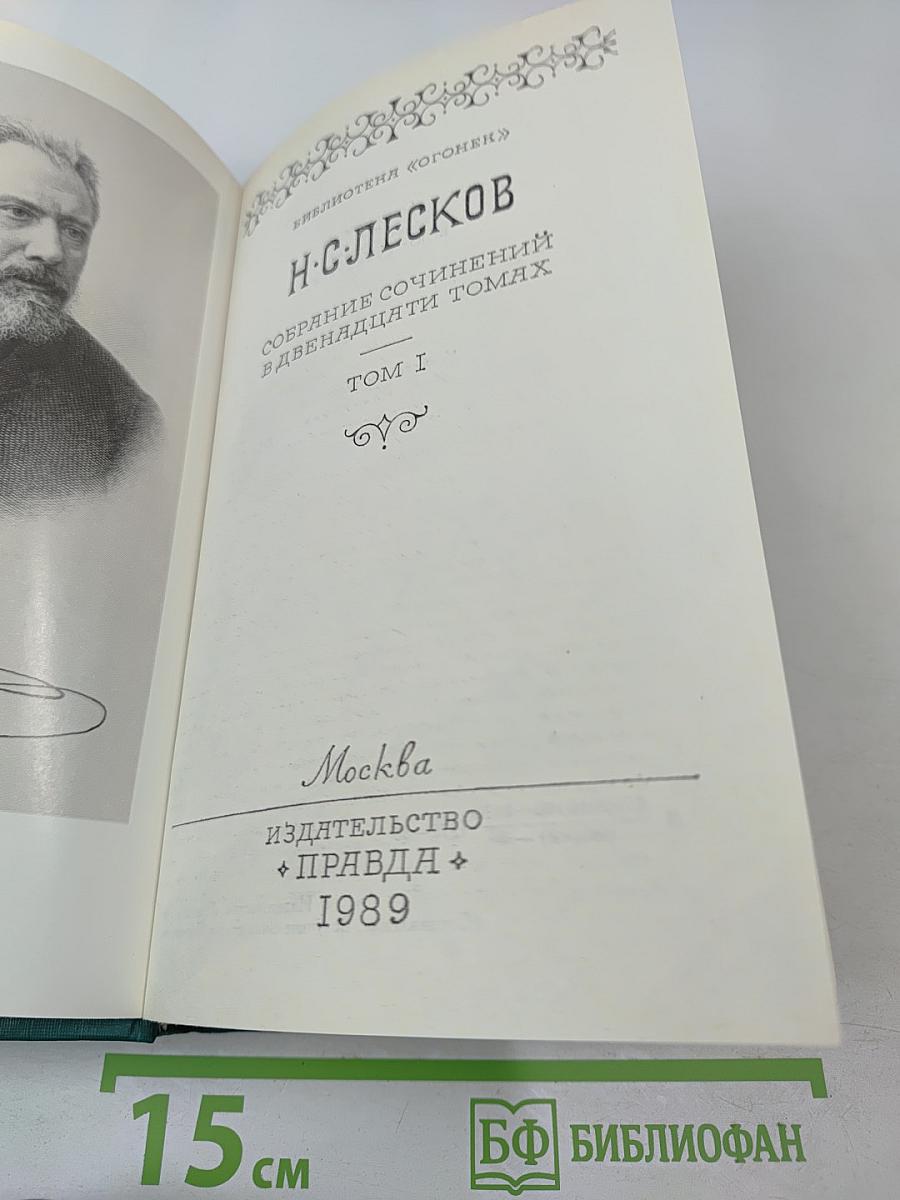 БИБЛИОТЕКА «ОГОНЕК»
Н·С·ЛЕСКОВ
СОБРАНИЕ СОЧИНЕНИЙ
В ДВЕНАДЦАТИ ТОМАХ
ТОМ I
Москва
ИЗДАТЕЛЬСТВО
ПРАВДА
1989
15 см
БФ БИБЛИОФАН